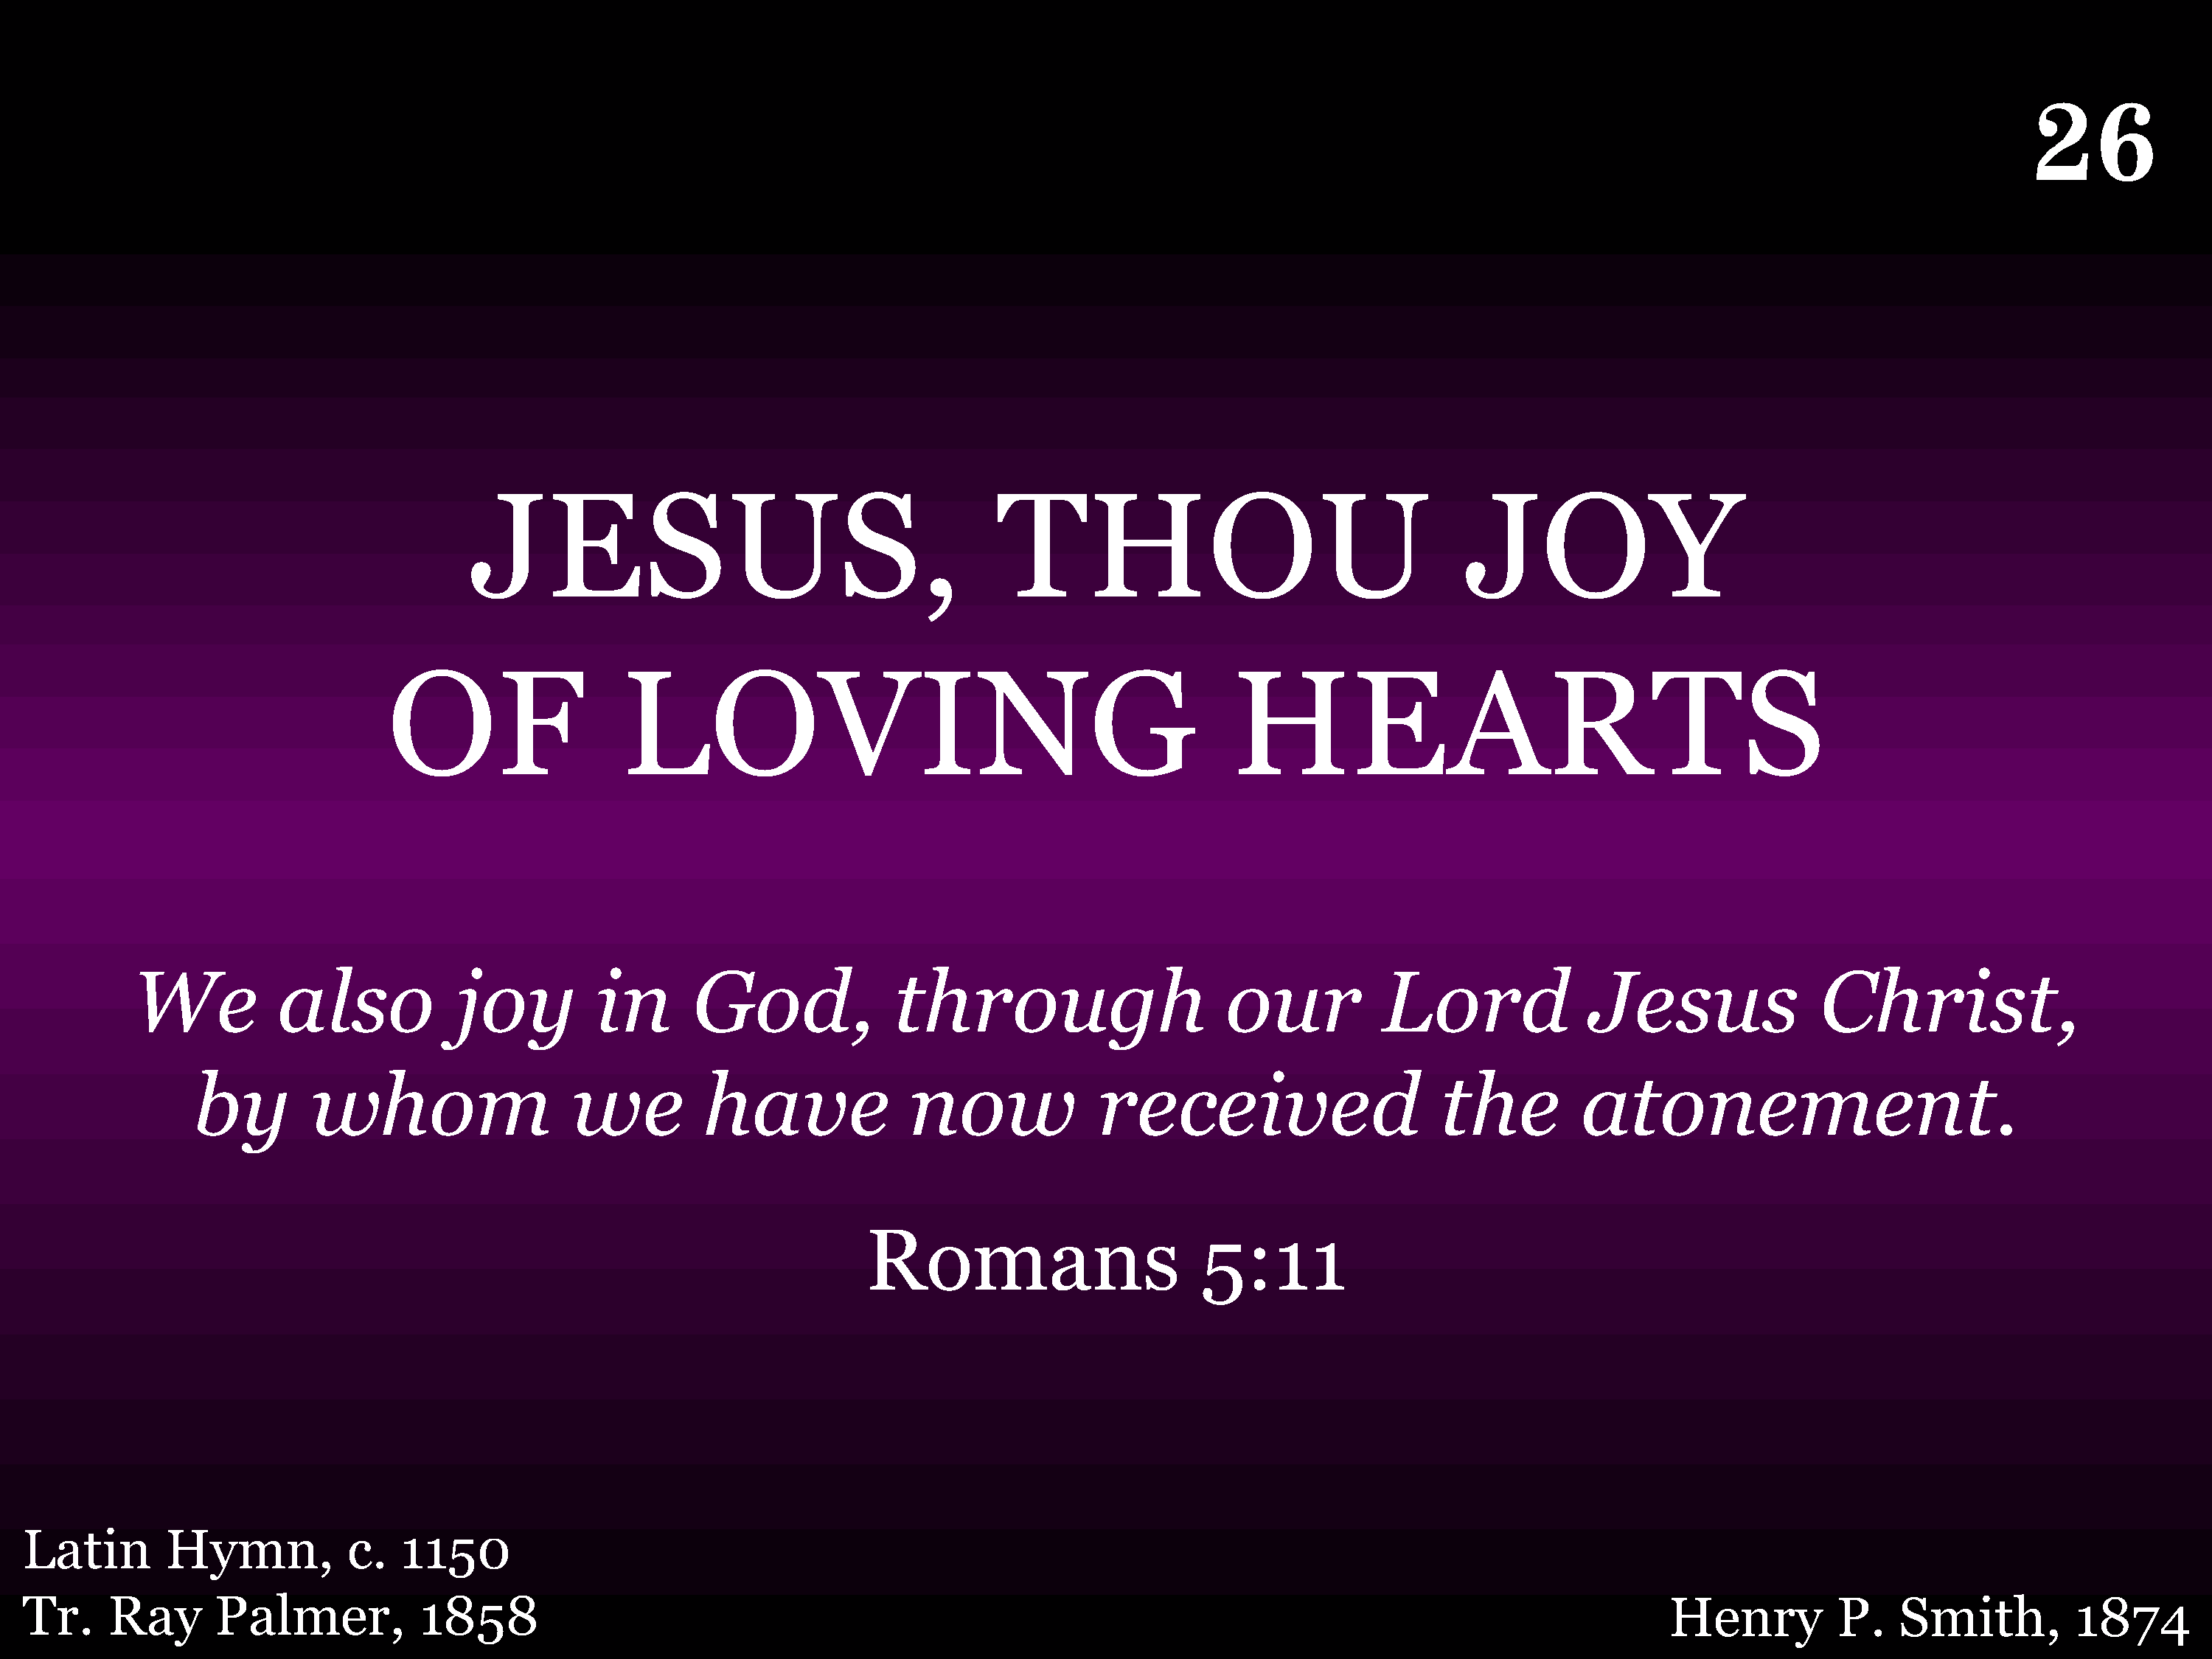 26
JESUS, THOU JOY
OF LOVING HEARTS
We also joy in God, through our Lord Jesus Christ,
by whom we have now received the atonement.
Romans 5:11
Latin Hymn, c. 1150
Tr. Ray Palmer, 1858
Henry P. Smith, 1874